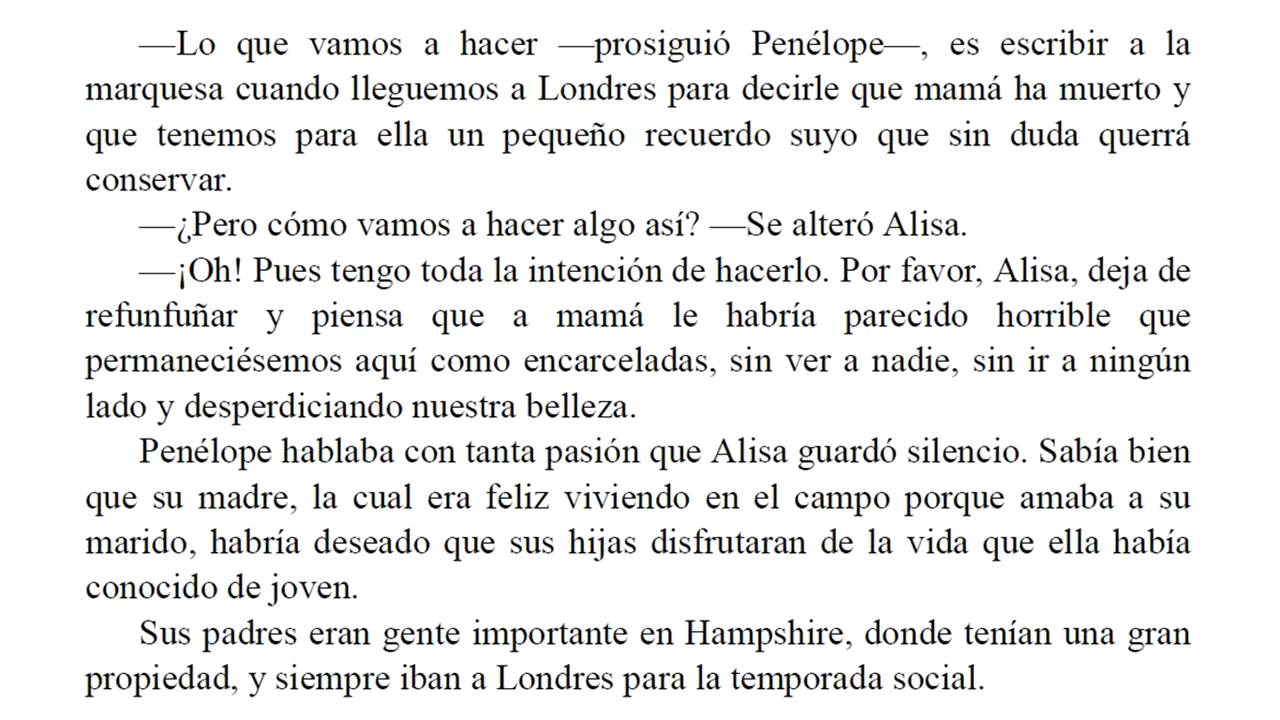 —Lo que vamos a hacer —prosiguió Penélope—, es escribir a la
marquesa cuando lleguemos a Londres para decirle que mamá ha muerto y
que tenemos para ella un pequeño recuerdo suyo que sin duda querrá
conservar.
—¿Pero cómo vamos a hacer algo así? —Se alteró Alisa.
—¡Oh! Pues tengo toda la intención de hacerlo. Por favor, Alisa, deja de
refunfuñar y piensa que a mamá le habría parecido horrible que
permaneciésemos aquí como encarceladas, sin ver a nadie, sin ir a ningún
lado y desperdiciando nuestra belleza.
Penélope hablaba con tanta pasión que Alisa guardó silencio. Sabía bien
que su madre, la cual era feliz viviendo en el campo porque amaba a su
marido, habría deseado que sus hijas disfrutaran de la vida que ella había
conocido de joven.
Sus padres eran gente importante en Hampshire, donde tenían una gran
propiedad, y siempre iban a Londres para la temporada social.